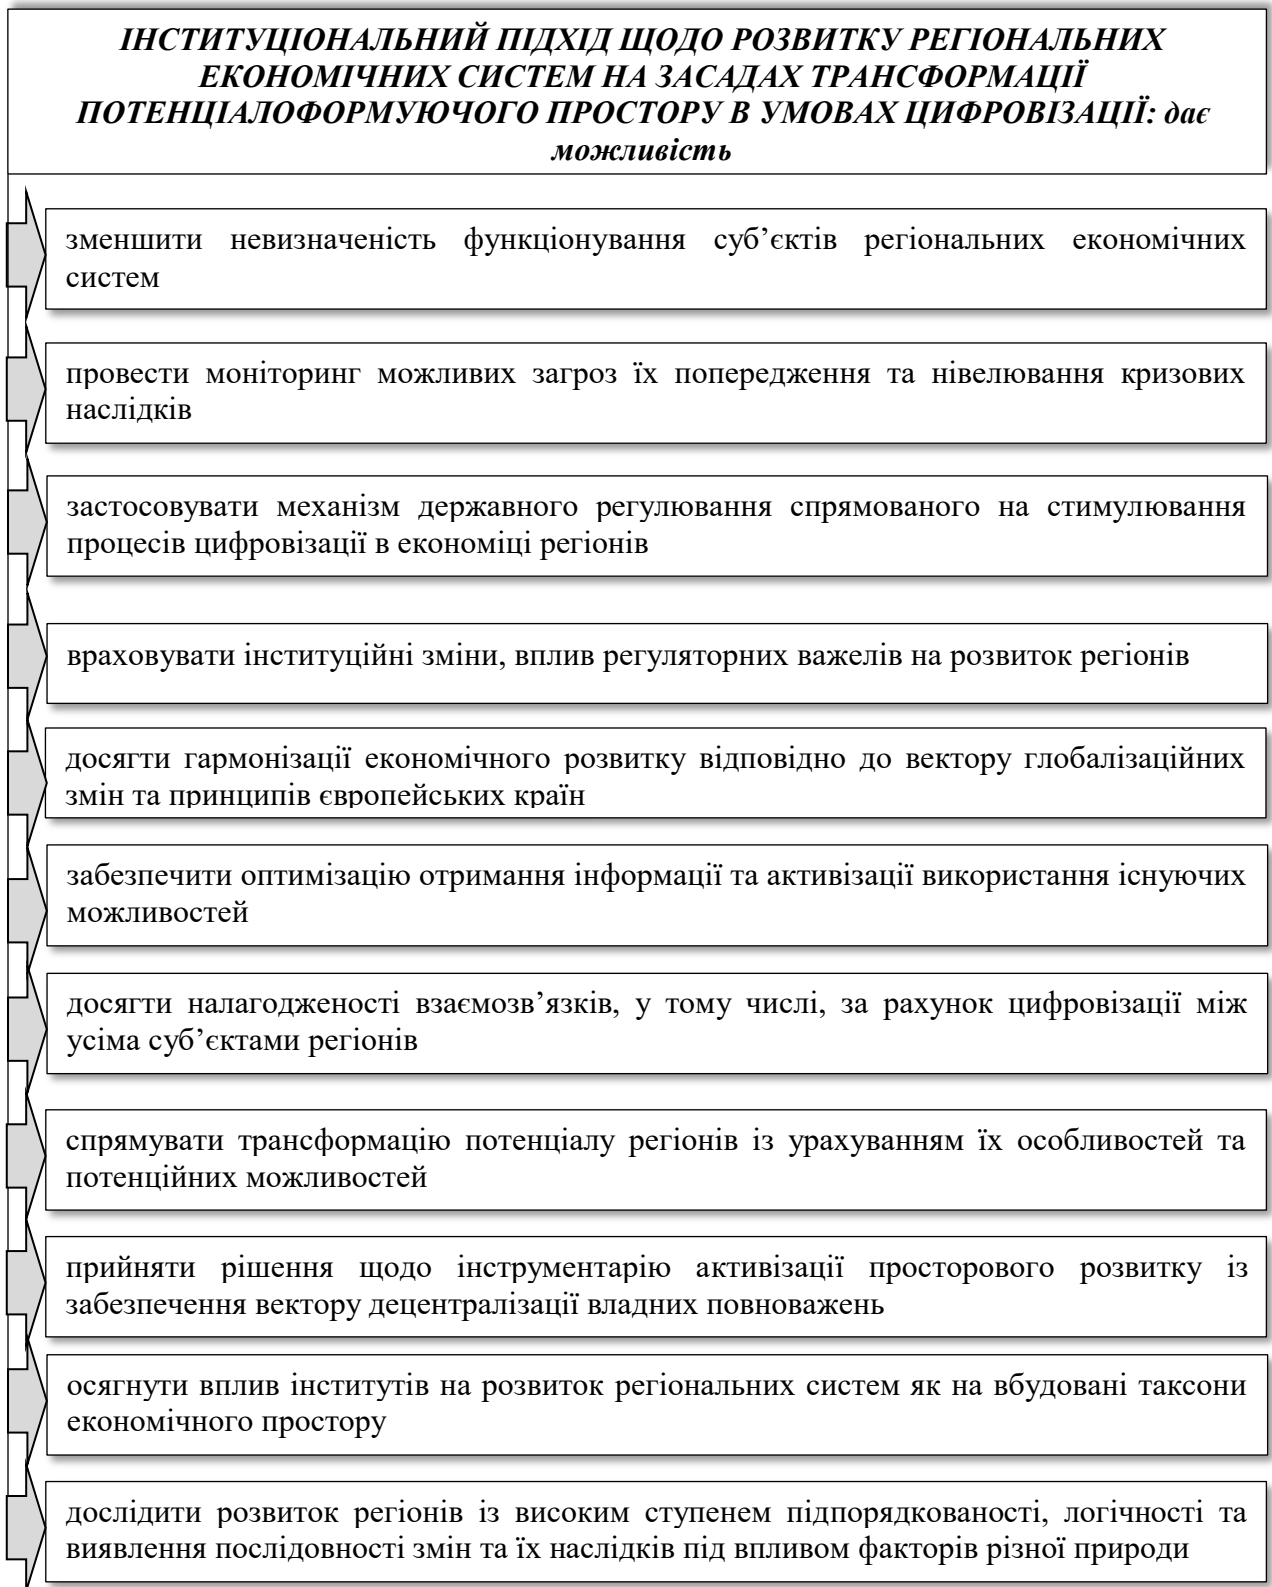 ІНСТИТУЦІОНАЛЬНИЙ ПІДХІД ЩОДО РОЗВИТКУ РЕГІОНАЛЬНИХ
ЕКОНОМІЧНИХ СИСТЕМ НА ЗАСАДАХ ТРАНСФОРМАЦІЇ
ПОТЕНЦІАЛОФОРМУЮЧОГО ПРОСТОРУ В УМОВАХ ЦИФРОВІЗАЦІЇ: дає
можливість
зменшити невизначеність функціонування суб’єктів регіональних економічних
систем
провести моніторинг можливих загроз їх попередження та нівелювання кризових
наслідків
застосовувати механізм державного регулювання спрямованого на стимулювання
процесів цифровізації в економіці регіонів
враховувати інституційні зміни, вплив регуляторних важелів на розвиток регіонів
досягти гармонізації економічного розвитку відповідно до вектору глобалізаційних
змін та принципів європейських країн
забезпечити оптимізацію отримання інформації та активізації використання існуючих
можливостей
досягти налагодженості взаємозв’язків, у тому числі, за рахунок цифровізації між
усіма суб’єктами регіонів
спрямувати трансформацію потенціалу регіонів із урахуванням їх особливостей та
потенційних можливостей
прийняти рішення щодо інструментарію активізації просторового розвитку із
забезпечення вектору децентралізації владних повноважень
осягнути вплив інститутів на розвиток регіональних систем як на вбудовані таксони
економічного простору
дослідити розвиток регіонів із високим ступенем підпорядкованості, логічності та
виявлення послідовності змін та їх наслідків під впливом факторів різної природи